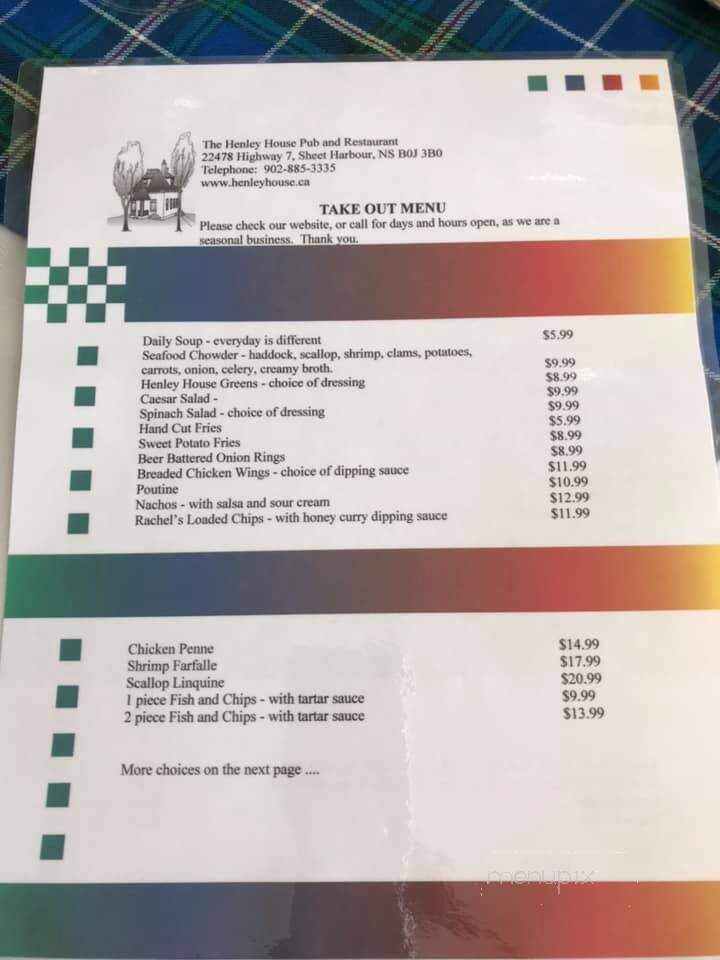 The Henley House Pub and Restaurant
22478 Highway 7, Sheet Harbour, NS B0J 3B0
Telephone: 902-885-3335
www.henleyhouse.ca
TAKE OUT MENU
Please check our website, or call for days and hours open, as we are a
seasonal business. Thank you.
Daily Soup - everyday is different $5.99
Seafood Chowder - haddock, scallop, shrimp, clams, potatoes,
carrots, onion, celery, creamy broth. $9.99
Henley House Greens - choice of dressing $8.99
Caesar Salad - $9.99
Spinach Salad - choice of dressing $9.99
Hand Cut Fries $5.99
Sweet Potato Fries $8.99
Beer Battered Onion Rings $8.99
Breaded Chicken Wings - choice of dipping sauce $11.99
Poutine $10.99
Nachos - with salsa and sour cream $12.99
Rachel's Loaded Chips - with honey curry dipping sauce $11.99
Chicken Penne $14.99
Shrimp Farfalle $17.99
Scallop Linquine $20.99
1 piece Fish and Chips - with tartar sauce $9.99
2 piece Fish and Chips - with tartar sauce $13.99
More choices on the next page ....
menupix